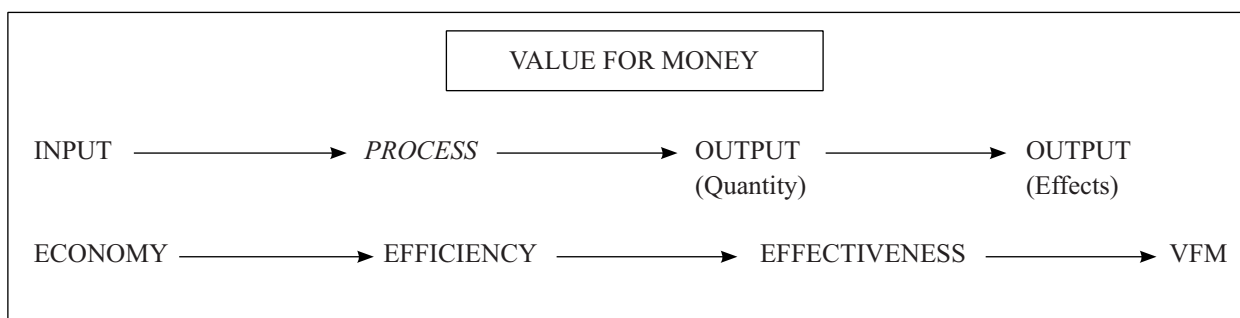 VALUE FOR MONEY
INPUT PROCESS OUTPUT OUTPUT
(Quantity) (Effects)
ECONOMY EFFICIENCY EFFECTIVENESS VFM